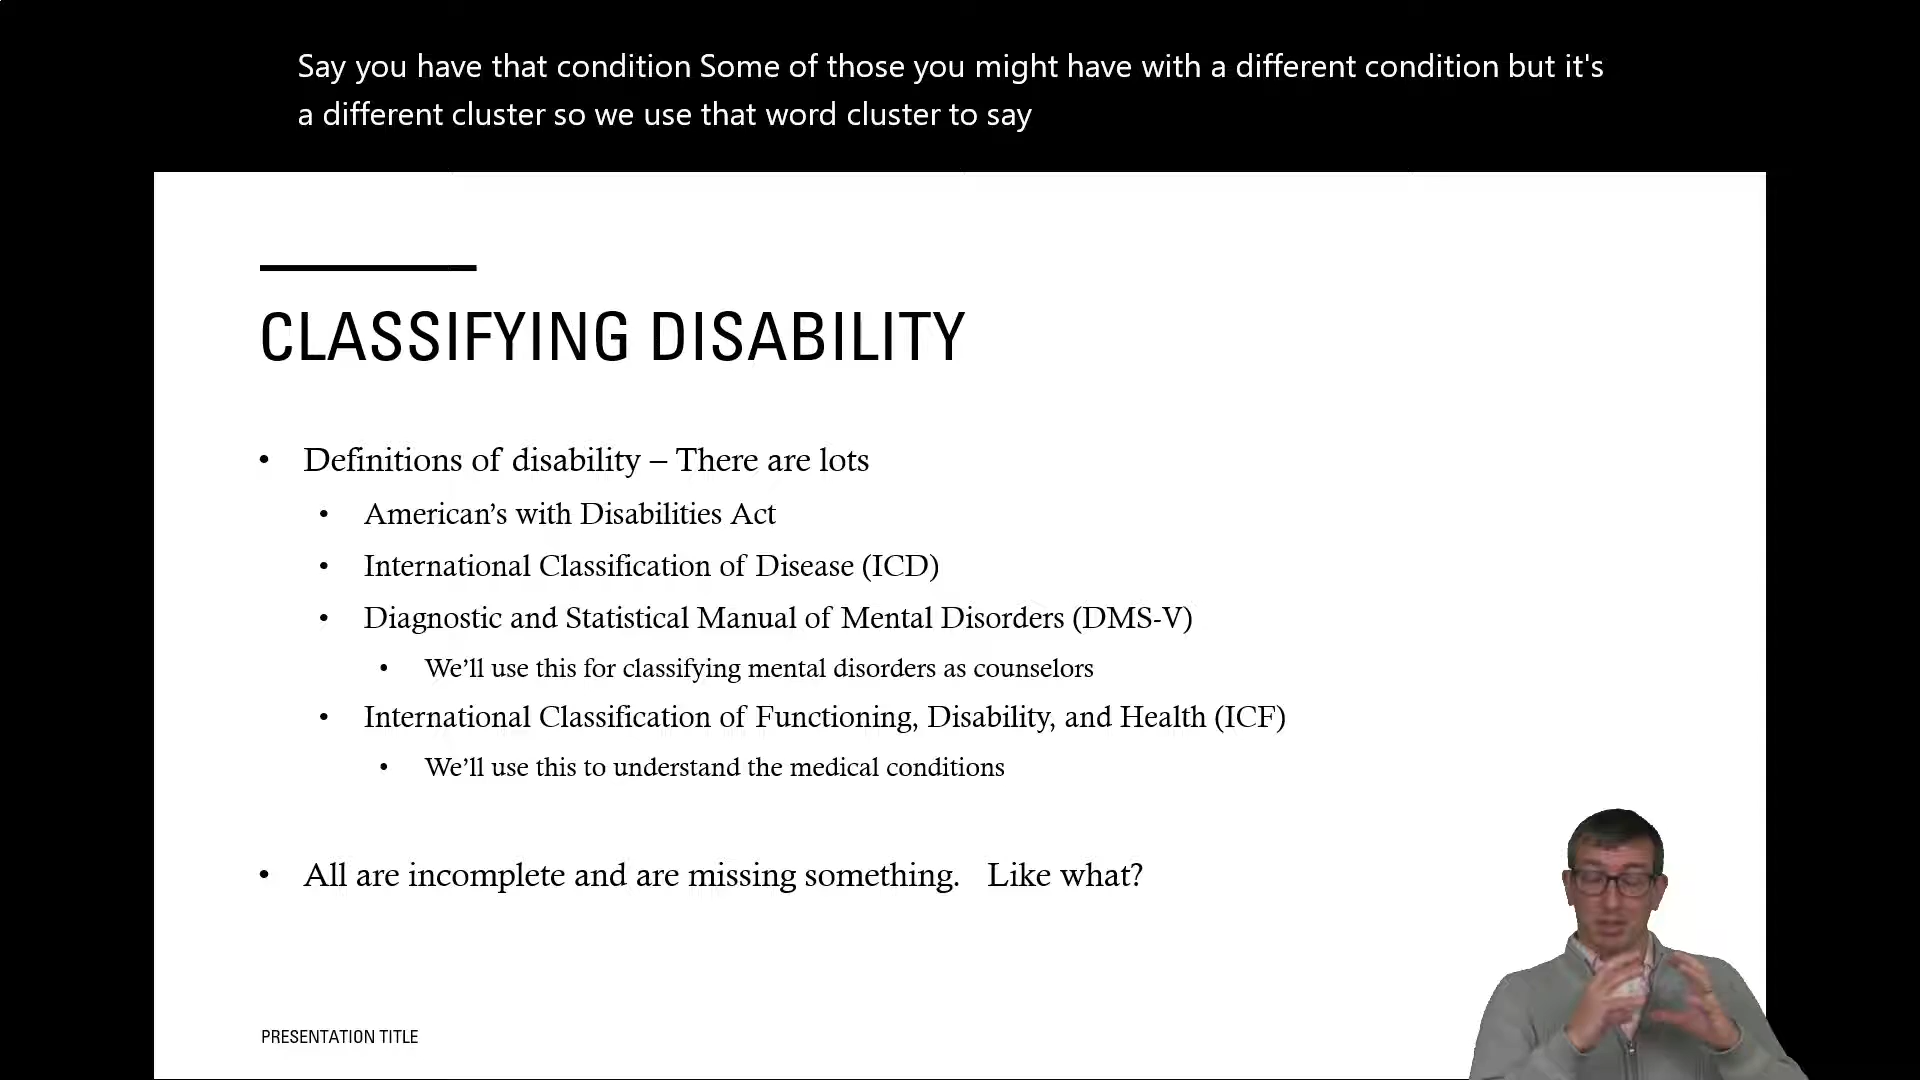 Say you have that condition Some of those you might have with a different condition but it's
a different cluster so we use that word cluster to say
CLASSIFYING DISABILITY
• Definitions of disability – There are lots
• American’s with Disabilities Act
• International Classification of Disease (ICD)
• Diagnostic and Statistical Manual of Mental Disorders (DMS-V)
• We’ll use this for classifying mental disorders as counselors
• International Classification of Functioning, Disability, and Health (ICF)
• We’ll use this to understand the medical conditions
• All are incomplete and are missing something. Like what?
PRESENTATION TITLE